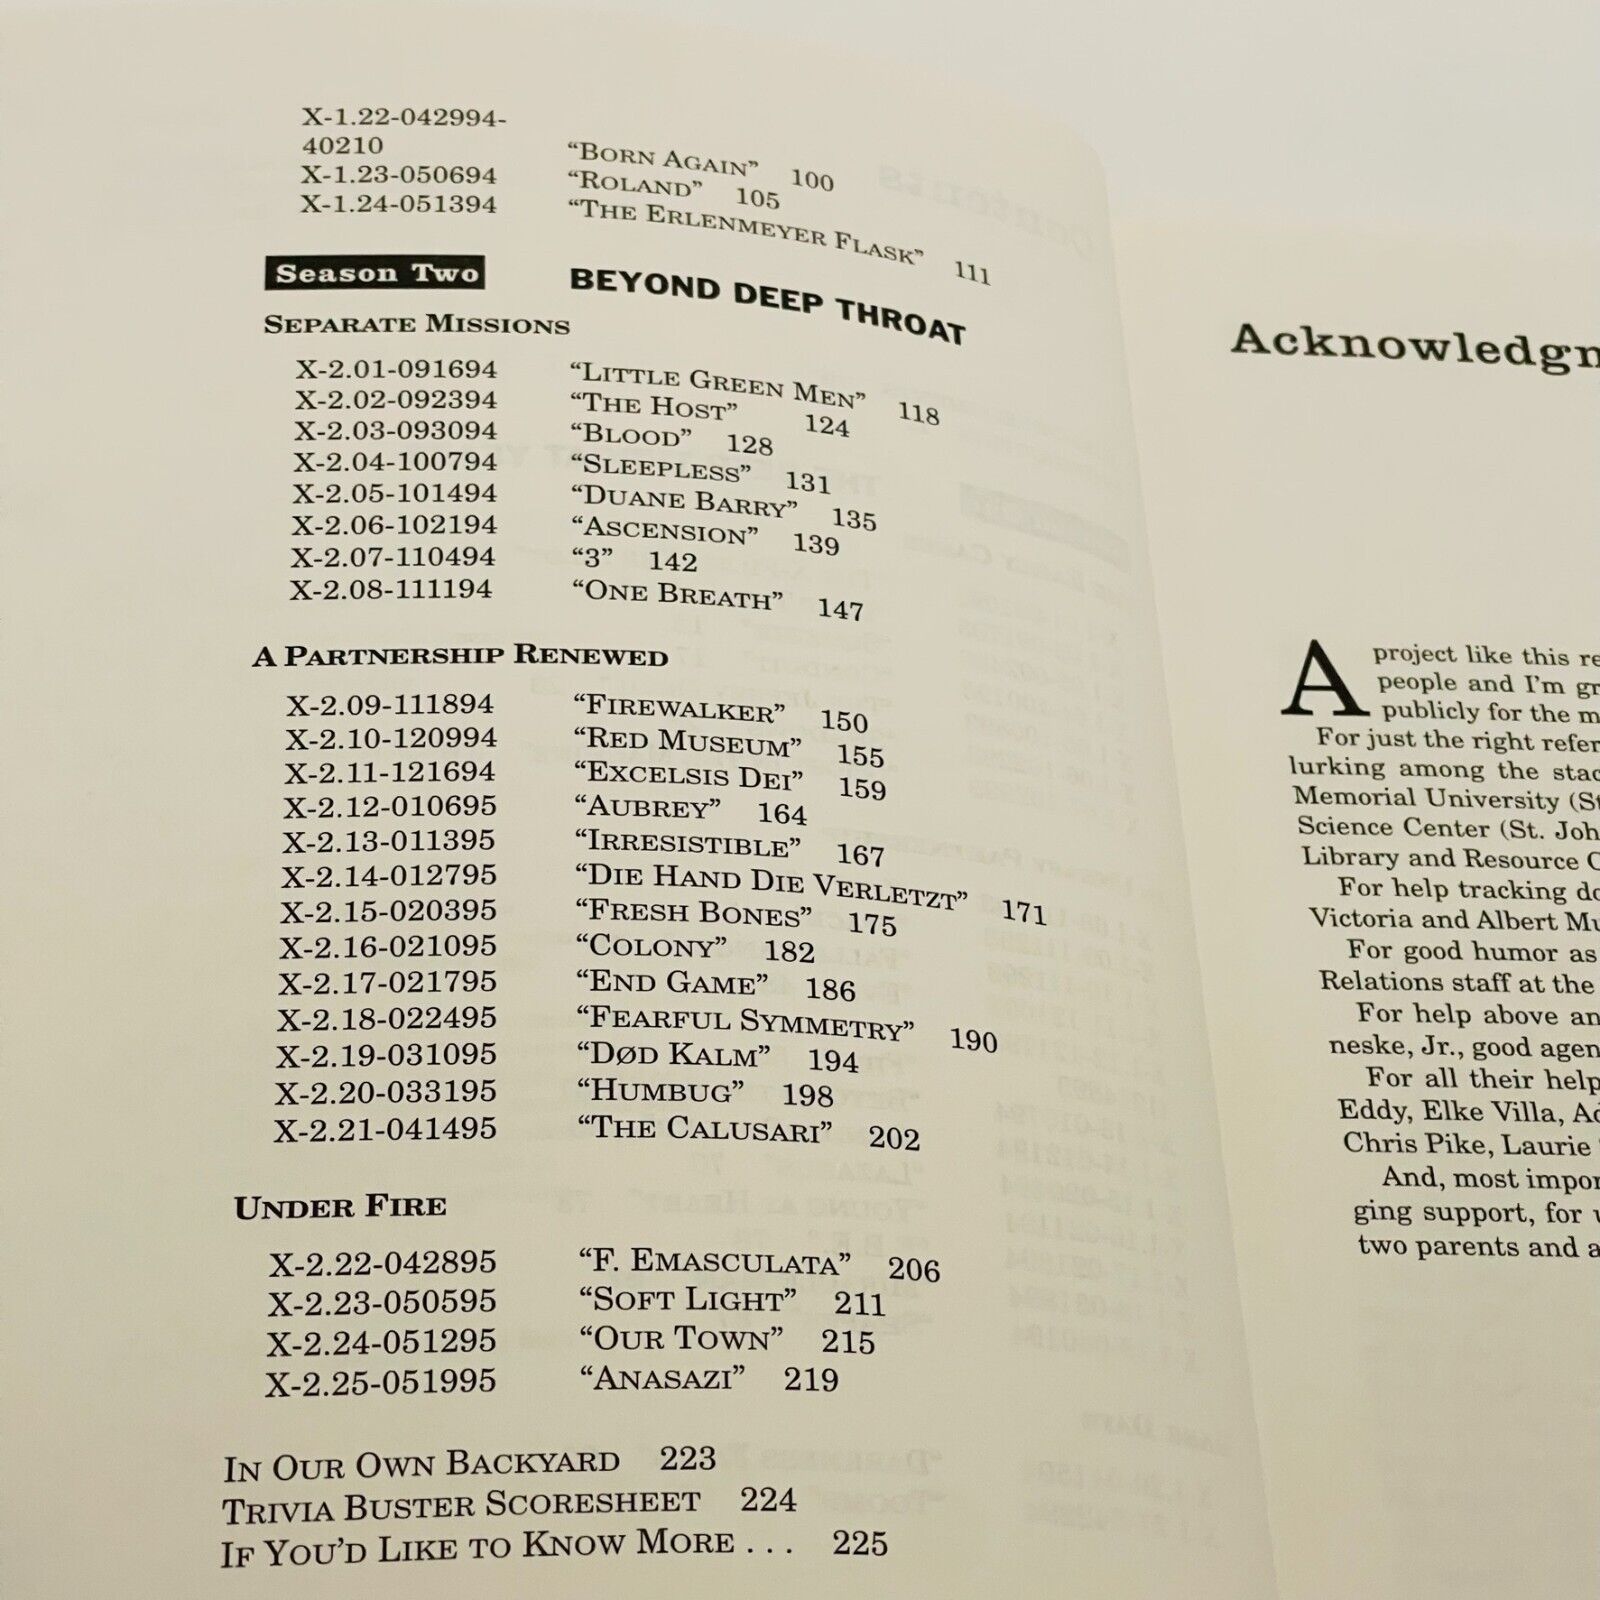 X-1.22-042994-
40210 “BORN AGAIN” 100
X-1.23-050694 “ROLAND” 105
X-1.24-051394 “THE ERLENMEYER FLASK” 111
Season Two BEYOND DEEP THROAT
SEPARATE MISSIONS
X-2.01-091694 “LITTLE GREEN MEN” 118
X-2.02-092394 “THE HOST” 124
X-2.03-093094 “BLOOD” 128
X-2.04-100794 “SLEEPLESS” 131
X-2.05-101494 “DUANE BARRY” 135
X-2.06-102194 “ASCENSION” 139
X-2.07-110494 “3” 142
X-2.08-111194 “ONE BREATH” 147
A PARTNERSHIP RENEWED
X-2.09-111894 “FIREWALKER” 150
X-2.10-120994 “RED MUSEUM” 155
X-2.11-121694 “EXCELSIS DEI” 159
X-2.12-010695 “AUBREY” 164
X-2.13-011395 “IRRESISTIBLE” 167
X-2.14-012795 “DIE HAND DIE VERLETZT” 171
X-2.15-020395 “FRESH BONES” 175
X-2.16-021095 “COLONY” 182
X-2.17-021795 “END GAME” 186
X-2.18-022495 “FEARFUL SYMMETRY” 190
X-2.19-031095 “DØD KALM” 194
X-2.20-033195 “HUMBUG” 198
X-2.21-041495 “THE CALUSARI” 202
UNDER FIRE
X-2.22-042895 “F. EMASCULATA” 206
X-2.23-050595 “SOFT LIGHT” 211
X-2.24-051295 “OUR TOWN” 215
X-2.25-051995 “ANASAZI” 219
IN OUR OWN BACKYARD 223
TRIVIA BUSTER SCORESHEET 224
IF YOU’D LIKE TO KNOW MORE . . . 225
Acknowledgm
A project like this re
people and I’m gr
publicly for the m
For just the right refer
lurking among the stac
Memorial University (St
Science Center (St. Joh
Library and Resource C
For help tracking do
Victoria and Albert Mu
For good humor as
Relations staff at the
For help above an
neske, Jr., good agen
For all their help
Eddy, Elke Villa, Ad
Chris Pike, Laurie
And, most impor
ging support, for u
two parents and a